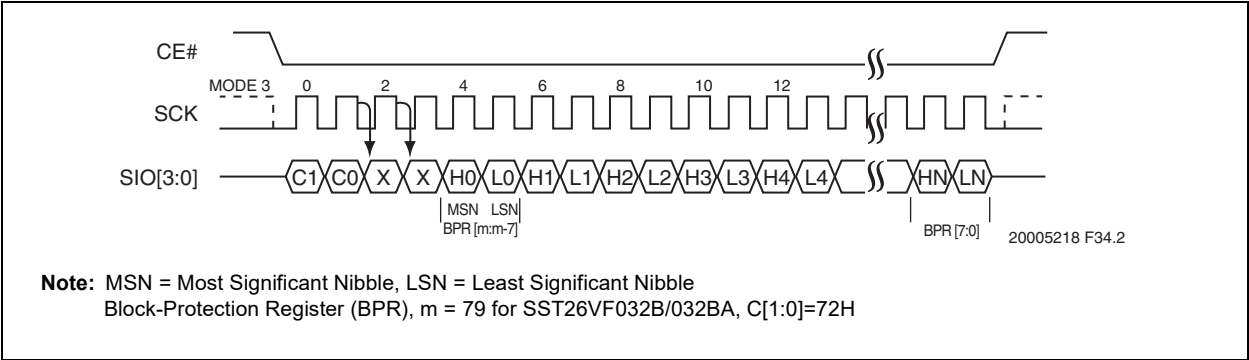 CE#
MODE 3 0 2 4 6 8 10 12
SCK
SIO[3:0] C1 C0 X X H0 L0 H1 L1 H2 L2 H3 L3 H4 L4 HN LN
MSN LSN
BPR [m:m-7]
BPR [7:0]
20005218 F34.2
Note: MSN = Most Significant Nibble, LSN = Least Significant Nibble
Block-Protection Register (BPR), m = 79 for SST26VF032B/032BA, C[1:0]=72H